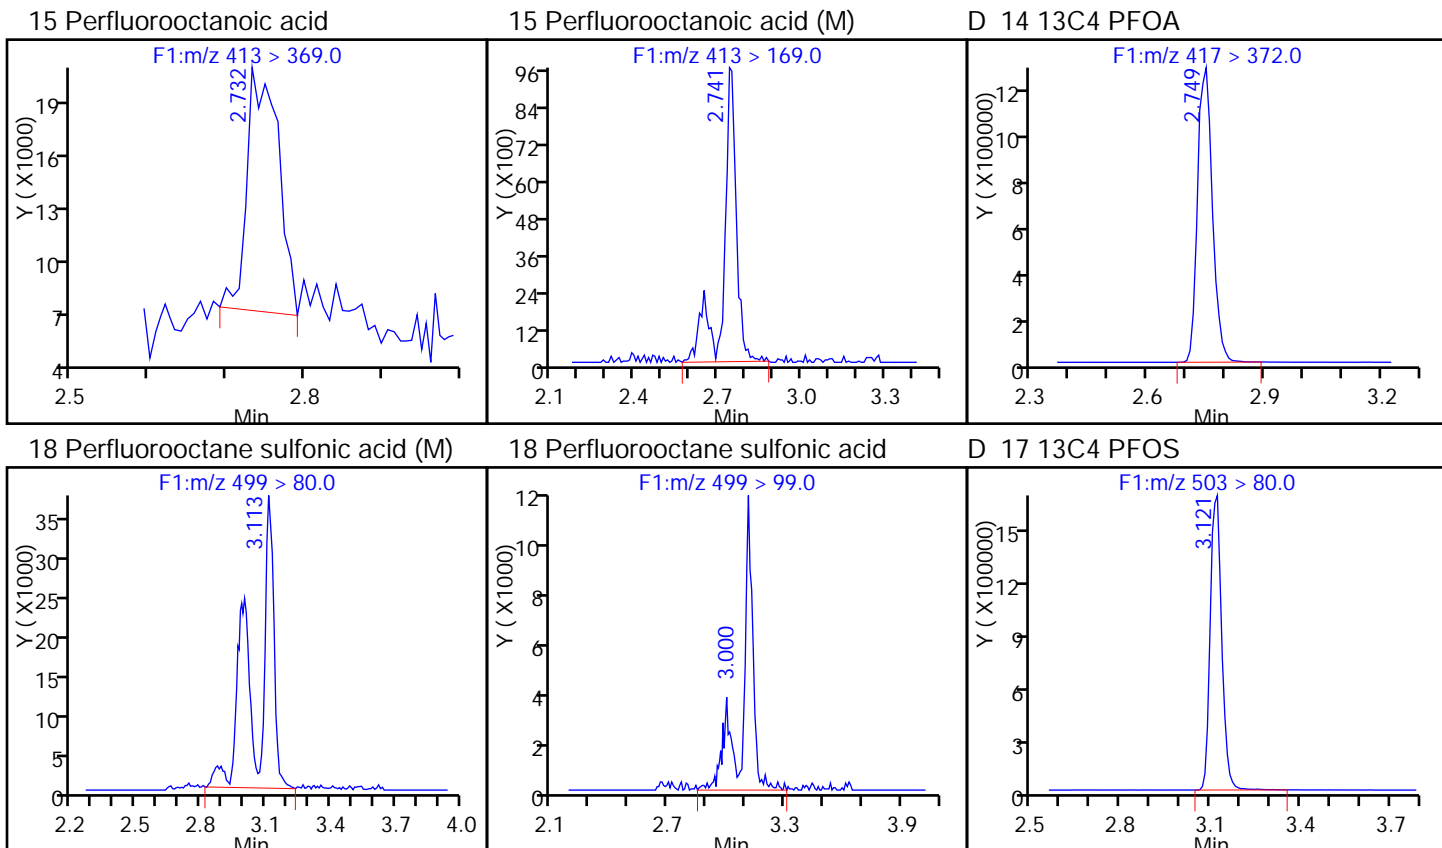 15 Perfluorooctanoic acid
F1:m/z 413 > 369.0
2.732
Y ( X1000)
19
16
13
10
7
4
2.5 2.8
Min
15 Perfluorooctanoic acid (M)
F1:m/z 413 > 169.0
2.741
Y ( X100)
96
84
72
60
48
36
24
12
0
2.1 2.4 2.7 3.0 3.3
Min
D 14 13C4 PFOA
F1:m/z 417 > 372.0
2.749
Y ( X100000)
12
10
8
6
4
2
0
2.3 2.6 2.9 3.2
Min
18 Perfluorooctane sulfonic acid (M)
F1:m/z 499 > 80.0
3.113
Y ( X1000)
35
30
25
20
15
10
5
0
2.2 2.5 2.8 3.1 3.4 3.7 4.0
Min
18 Perfluorooctane sulfonic acid
F1:m/z 499 > 99.0
3.000
Y ( X1000)
12
10
8
6
4
2
0
2.1 2.7 3.3 3.9
Min
D 17 13C4 PFOS
F1:m/z 503 > 80.0
3.121
Y ( X100000)
15
12
9
6
3
0
2.5 2.8 3.1 3.4 3.7
Min